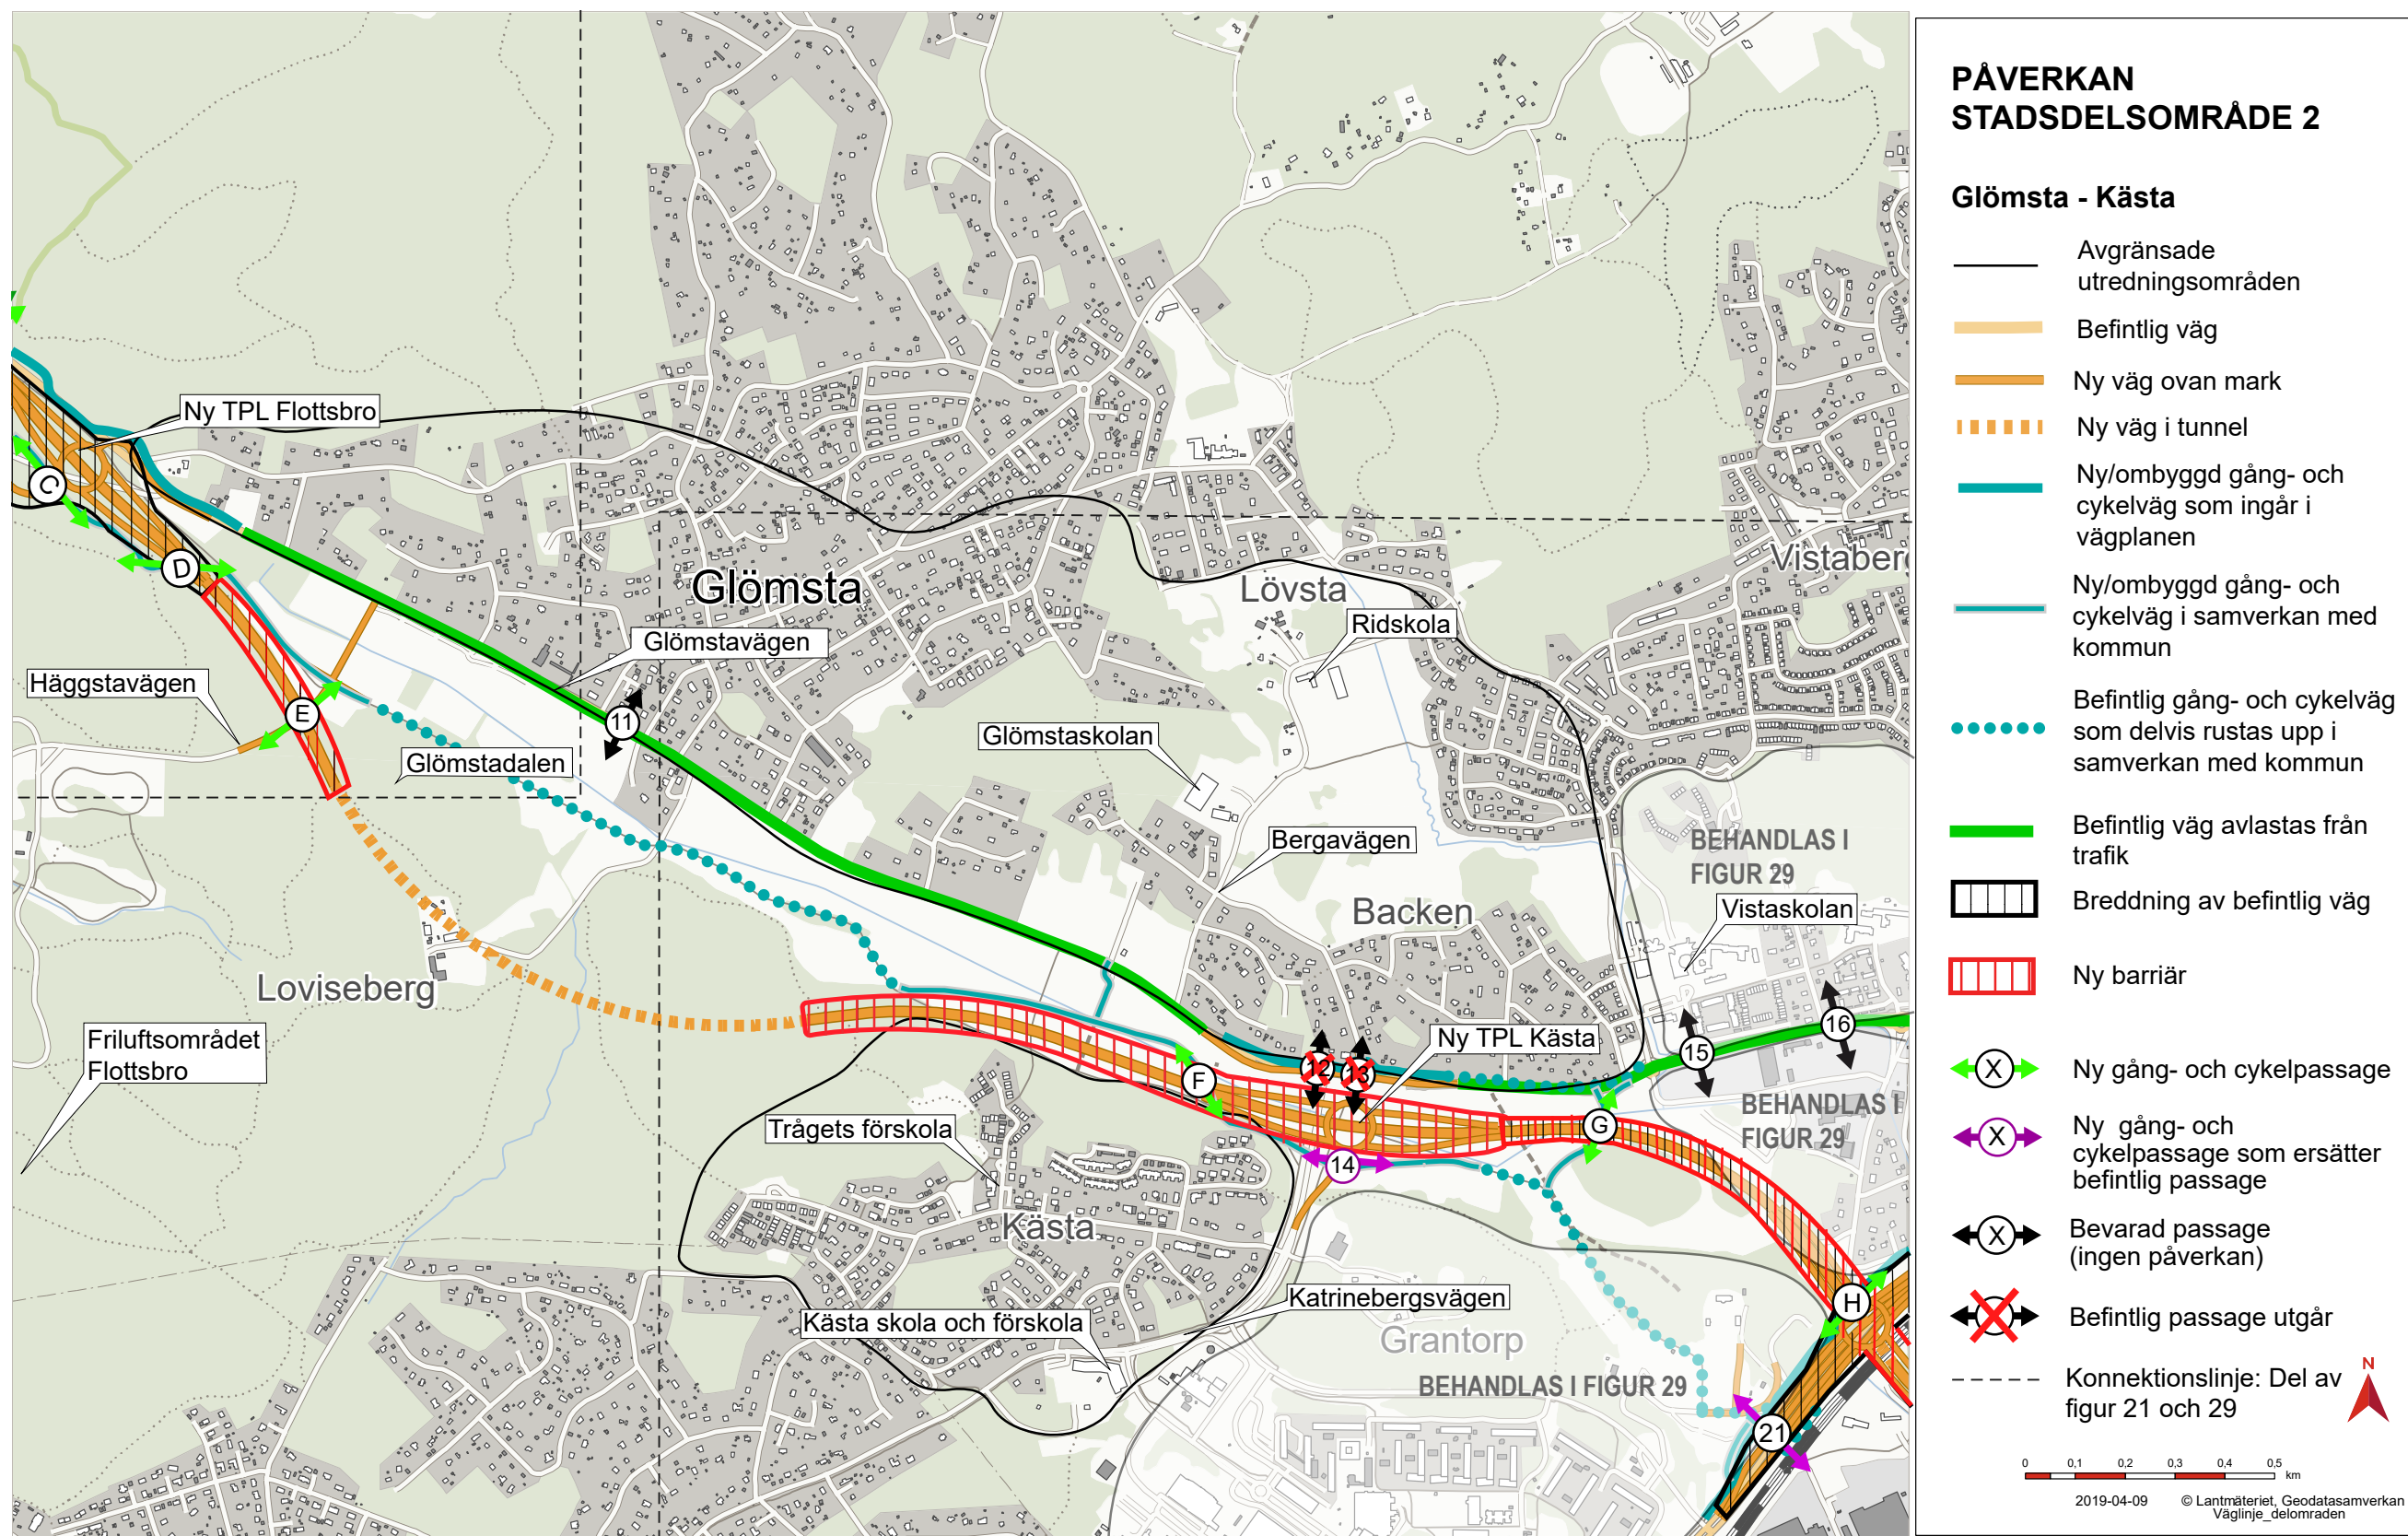 Ny TPL Flottsbro
C
D
Glömsta
Lövsta
Vistaberg
Ridskola
Glömstavägen
Häggstavägen
E
11
Glömstaskolan
Glömstadalen
Bergavägen
BEHANDLAS I
FIGUR 29
Backen
Vistaskolan
Loviseberg
Friluftsområdet
Flottsbro
16
15
Ny TPL Kästa
12
13
F
G
BEHANDLAS I
FIGUR 29
Trågets förskola
14
Kästa
Katrinebergsvägen
H
Kästa skola och förskola
Grantorp
BEHANDLAS I FIGUR 29
21
PÅVERKAN
STADSDELSOMRÅDE 2
Glömsta - Kästa
Avgränsade
utredningsområden
Befintlig väg
Ny väg ovan mark
Ny väg i tunnel
Ny/ombyggd gång- och
cykelväg som ingår i
vägplanen
Ny/ombyggd gång- och
cykelväg i samverkan med
kommun
Befintlig gång- och cykelväg
som delvis rustas upp i
samverkan med kommun
Befintlig väg avlastas från
trafik
Breddning av befintlig väg
Ny barriär
X
Ny gång- och cykelpassage
X
Ny gång- och
cykelpassage som ersätter
befintlig passage
X
Bevarad passage
(ingen påverkan)
Befintlig passage utgår
Konnektionslinje: Del av
figur 21 och 29
N
0 0,1 0,2 0,3 0,4 0,5
km
2019-04-09 © Lantmäteriet, Geodatasamverkan
Väglinje_delomraden